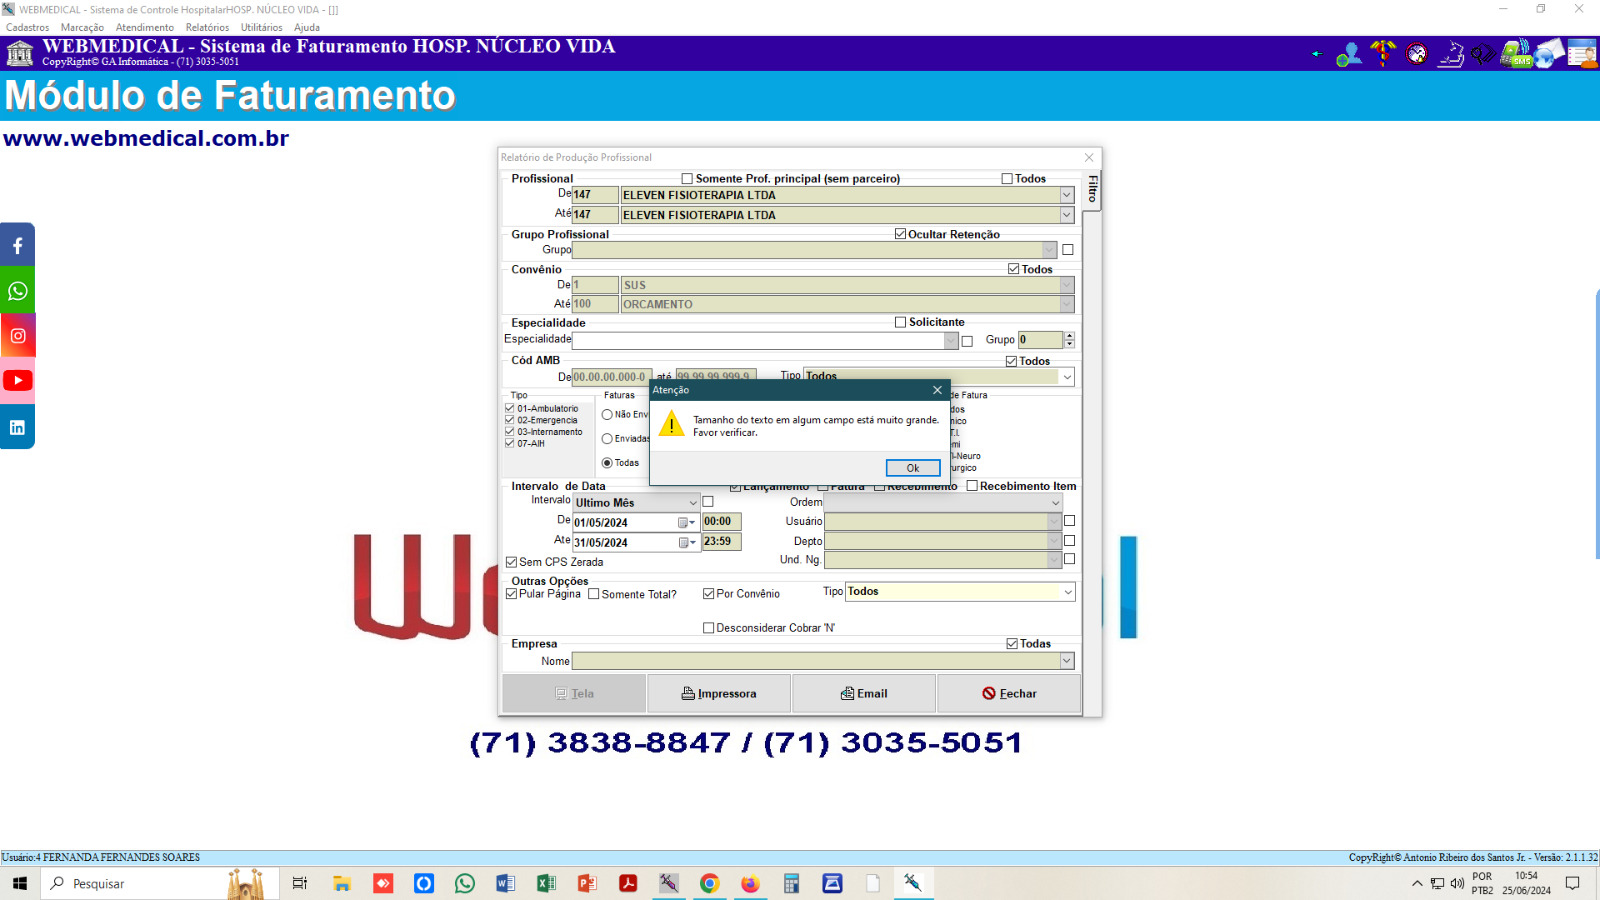 WEBMEDICAL - Sistema de Controle HospitalarHOSP. NÚCLEO VIDA - []]
Cadastros Marcação Atendimento Relatórios Utilitários Ajuda
WEBMEDICAL - Sistema de Faturamento HOSP. NÚCLEO VIDA
CopyRight© GA Informática - (71) 3035-5051
SMS
Módulo de Faturamento
www.webmedical.com.br
Relatório de Produção Profissional
Filtro
Profissional Somente Prof. principal (sem parceiro) Todos
De 147 ELEVEN FISIOTERAPIA LTDA
Até 147 ELEVEN FISIOTERAPIA LTDA
Grupo Profissional Ocultar Retenção
Grupo
Convênio Todos
De 1 SUS
Até 100 ORCAMENTO
Especialidade Solicitante
Especialidade Grupo 0
Cód AMB Todos
De 00.00.00.000-0 até 99.99.99.999-9 Tipo Todos
Tipo Faturas de Fatura
01-Ambulatorio
02-Emergencia
03-Internamento
07-AIH
Não Env
Enviadas
Todas
dos
nico
T.I.
emi
I-Neuro
urgico
Atenção
Tamanho do texto em algum campo está muito grande.
Favor verificar.
Ok
Intervalo de Data Lançamento Fatura Recebimento Recebimento Item
Intervalo Ultimo Mês Ordem
De 01/05/2024 00:00 Usuário
Ate 31/05/2024 23:59 Depto
Sem CPS Zerada Und. Ng.
Outras Opções
Pular Página Somente Total? Por Convênio Tipo Todos
Desconsiderar Cobrar 'N'
Empresa Todas
Nome
Tela Impressora Email Fechar
(71) 3838-8847 / (71) 3035-5051
Usuário:4 FERNANDA FERNANDES SOARES CopyRight© Antonio Ribeiro dos Santos Jr. - Versão: 2.1.1.32
Pesquisar
POR
PTB2
10:54
25/06/2024